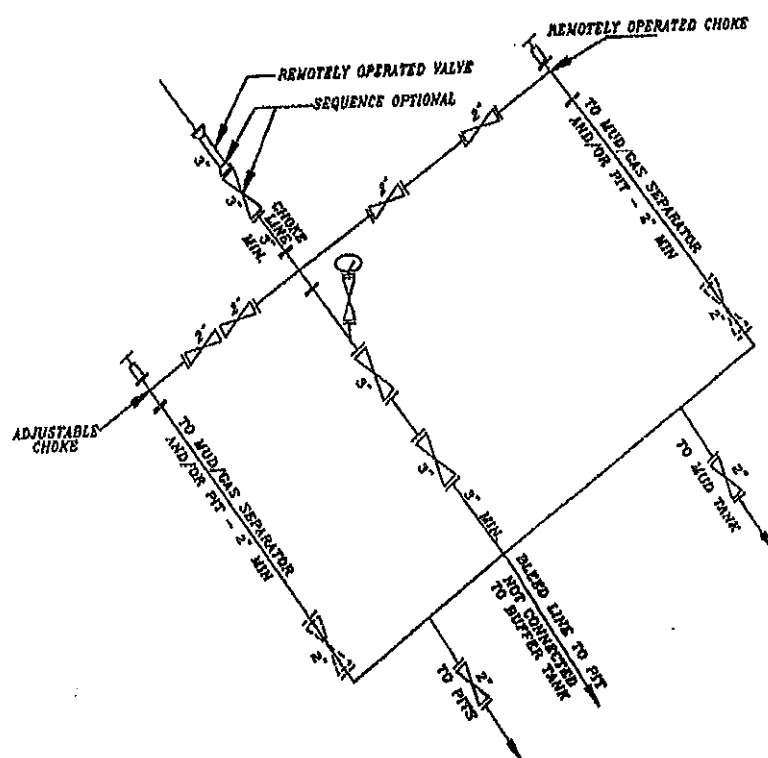 REMOTELY OPERATED CHOKE
REMOTELY OPERATED VALVE
SEQUENCE OPTIONAL
3"
3"
CHOKE
LINE
3"
MIN.
2"
2"
TO MUD/GAS SEPARATOR
AND/OR PIT - 2" MIN
2"
2"
2"
3"
3"
3" MIN.
ADJUSTABLE
CHOKE
TO MUD/GAS SEPARATOR
AND/OR PIT - 2" MIN
2"
2"
TO MUD TANK
BLEED LINE TO PIT
NOT CONNECTED
TO BUFFER TANK
2"
TO PITS